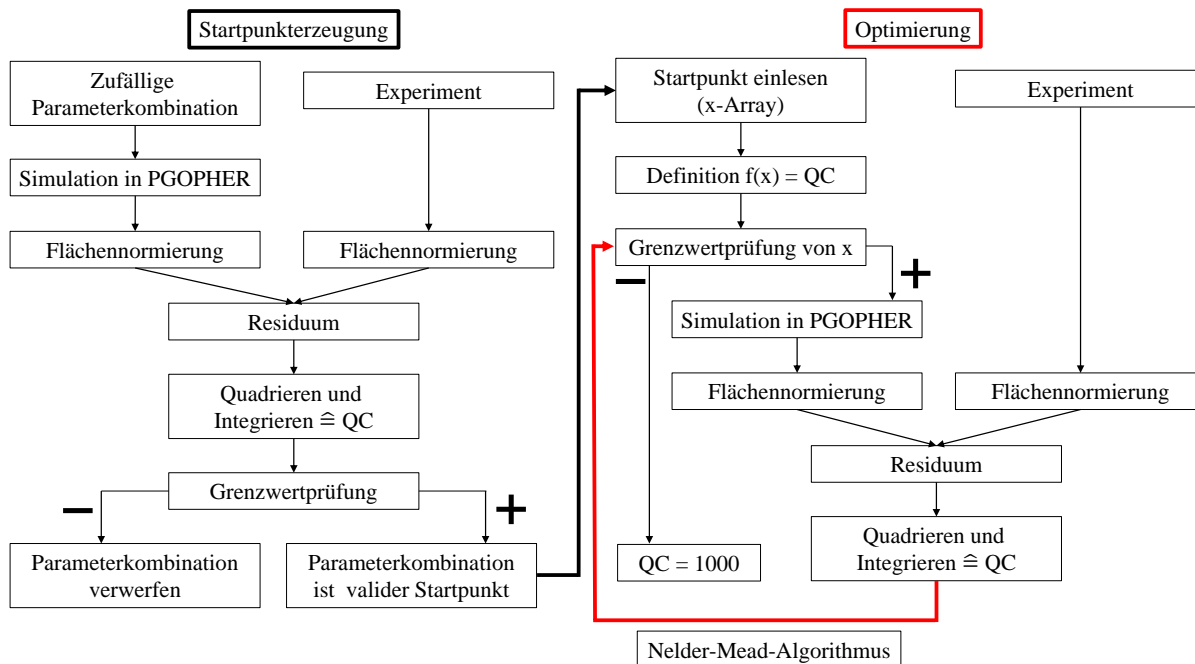 Startpunkterzeugung
Zufällige
Parameterkombination
Experiment
Simulation in PGOPHER
Flächennormierung
Flächennormierung
Residuum
Quadrieren und
Integrieren ≙ QC
Grenzwertprüfung
−
+
Parameterkombination
verwerfen
Parameterkombination
ist valider Startpunkt
Optimierung
Startpunkt einlesen
(x-Array)
Experiment
Definition f(x) = QC
Grenzwertprüfung von x
−
+
Simulation in PGOPHER
Flächennormierung
Flächennormierung
Residuum
Quadrieren und
Integrieren ≙ QC
QC = 1000
Nelder-Mead-Algorithmus